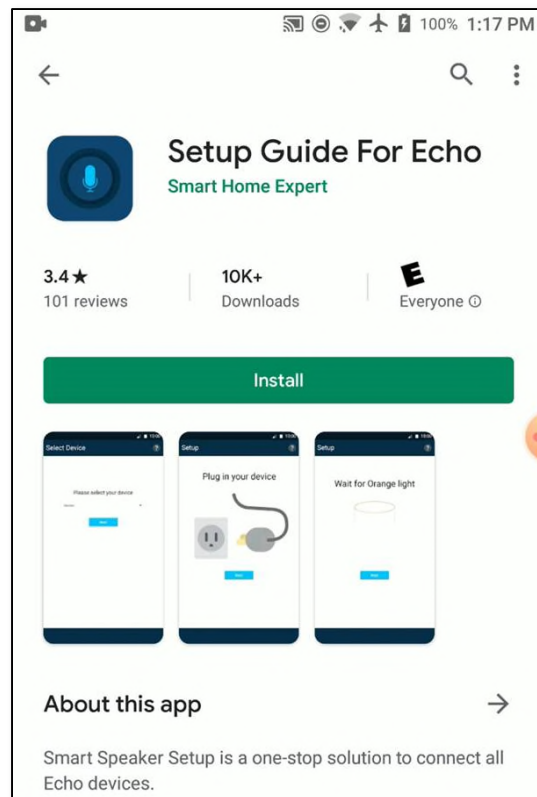 100% 1:17 PM
Setup Guide For Echo
Smart Home Expert
3.4★
101 reviews
10K+
Downloads
E
Everyone
Install
Select Device
Please select your device
Setup
Plug in your device
Setup
Wait for Orange light
About this app
Smart Speaker Setup is a one-stop solution to connect all
Echo devices.